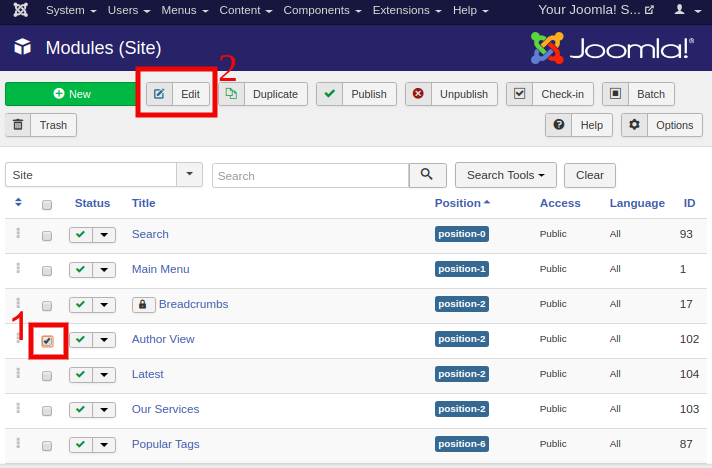 System Users Menus Content Components Extensions Help Your Joomla! S...
Modules (Site) Joomla!®
2
New Edit Duplicate Publish Unpublish Check-in Batch
Trash Help Options
Site Search Search Tools Clear
Status Title Position Access Language ID
Search position-0 Public All 93
Main Menu position-1 Public All 1
Breadcrumbs position-2 Public All 17
1 Author View position-2 Public All 102
Latest position-2 Public All 104
Our Services position-2 Public All 103
Popular Tags position-6 Public All 87